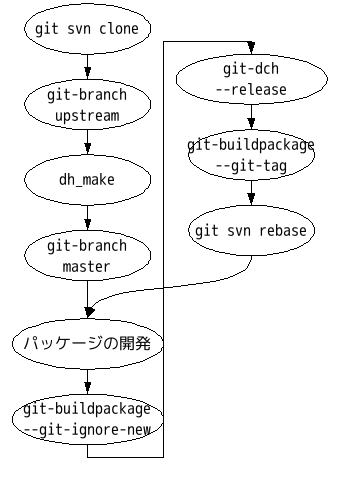 git svn clone
git-branch
upstream
dh_make
git-branch
master
パッケージの開発
git-buildpackage
--git-ignore-new
git-dch
--release
git-buildpackage
--git-tag
git svn rebase